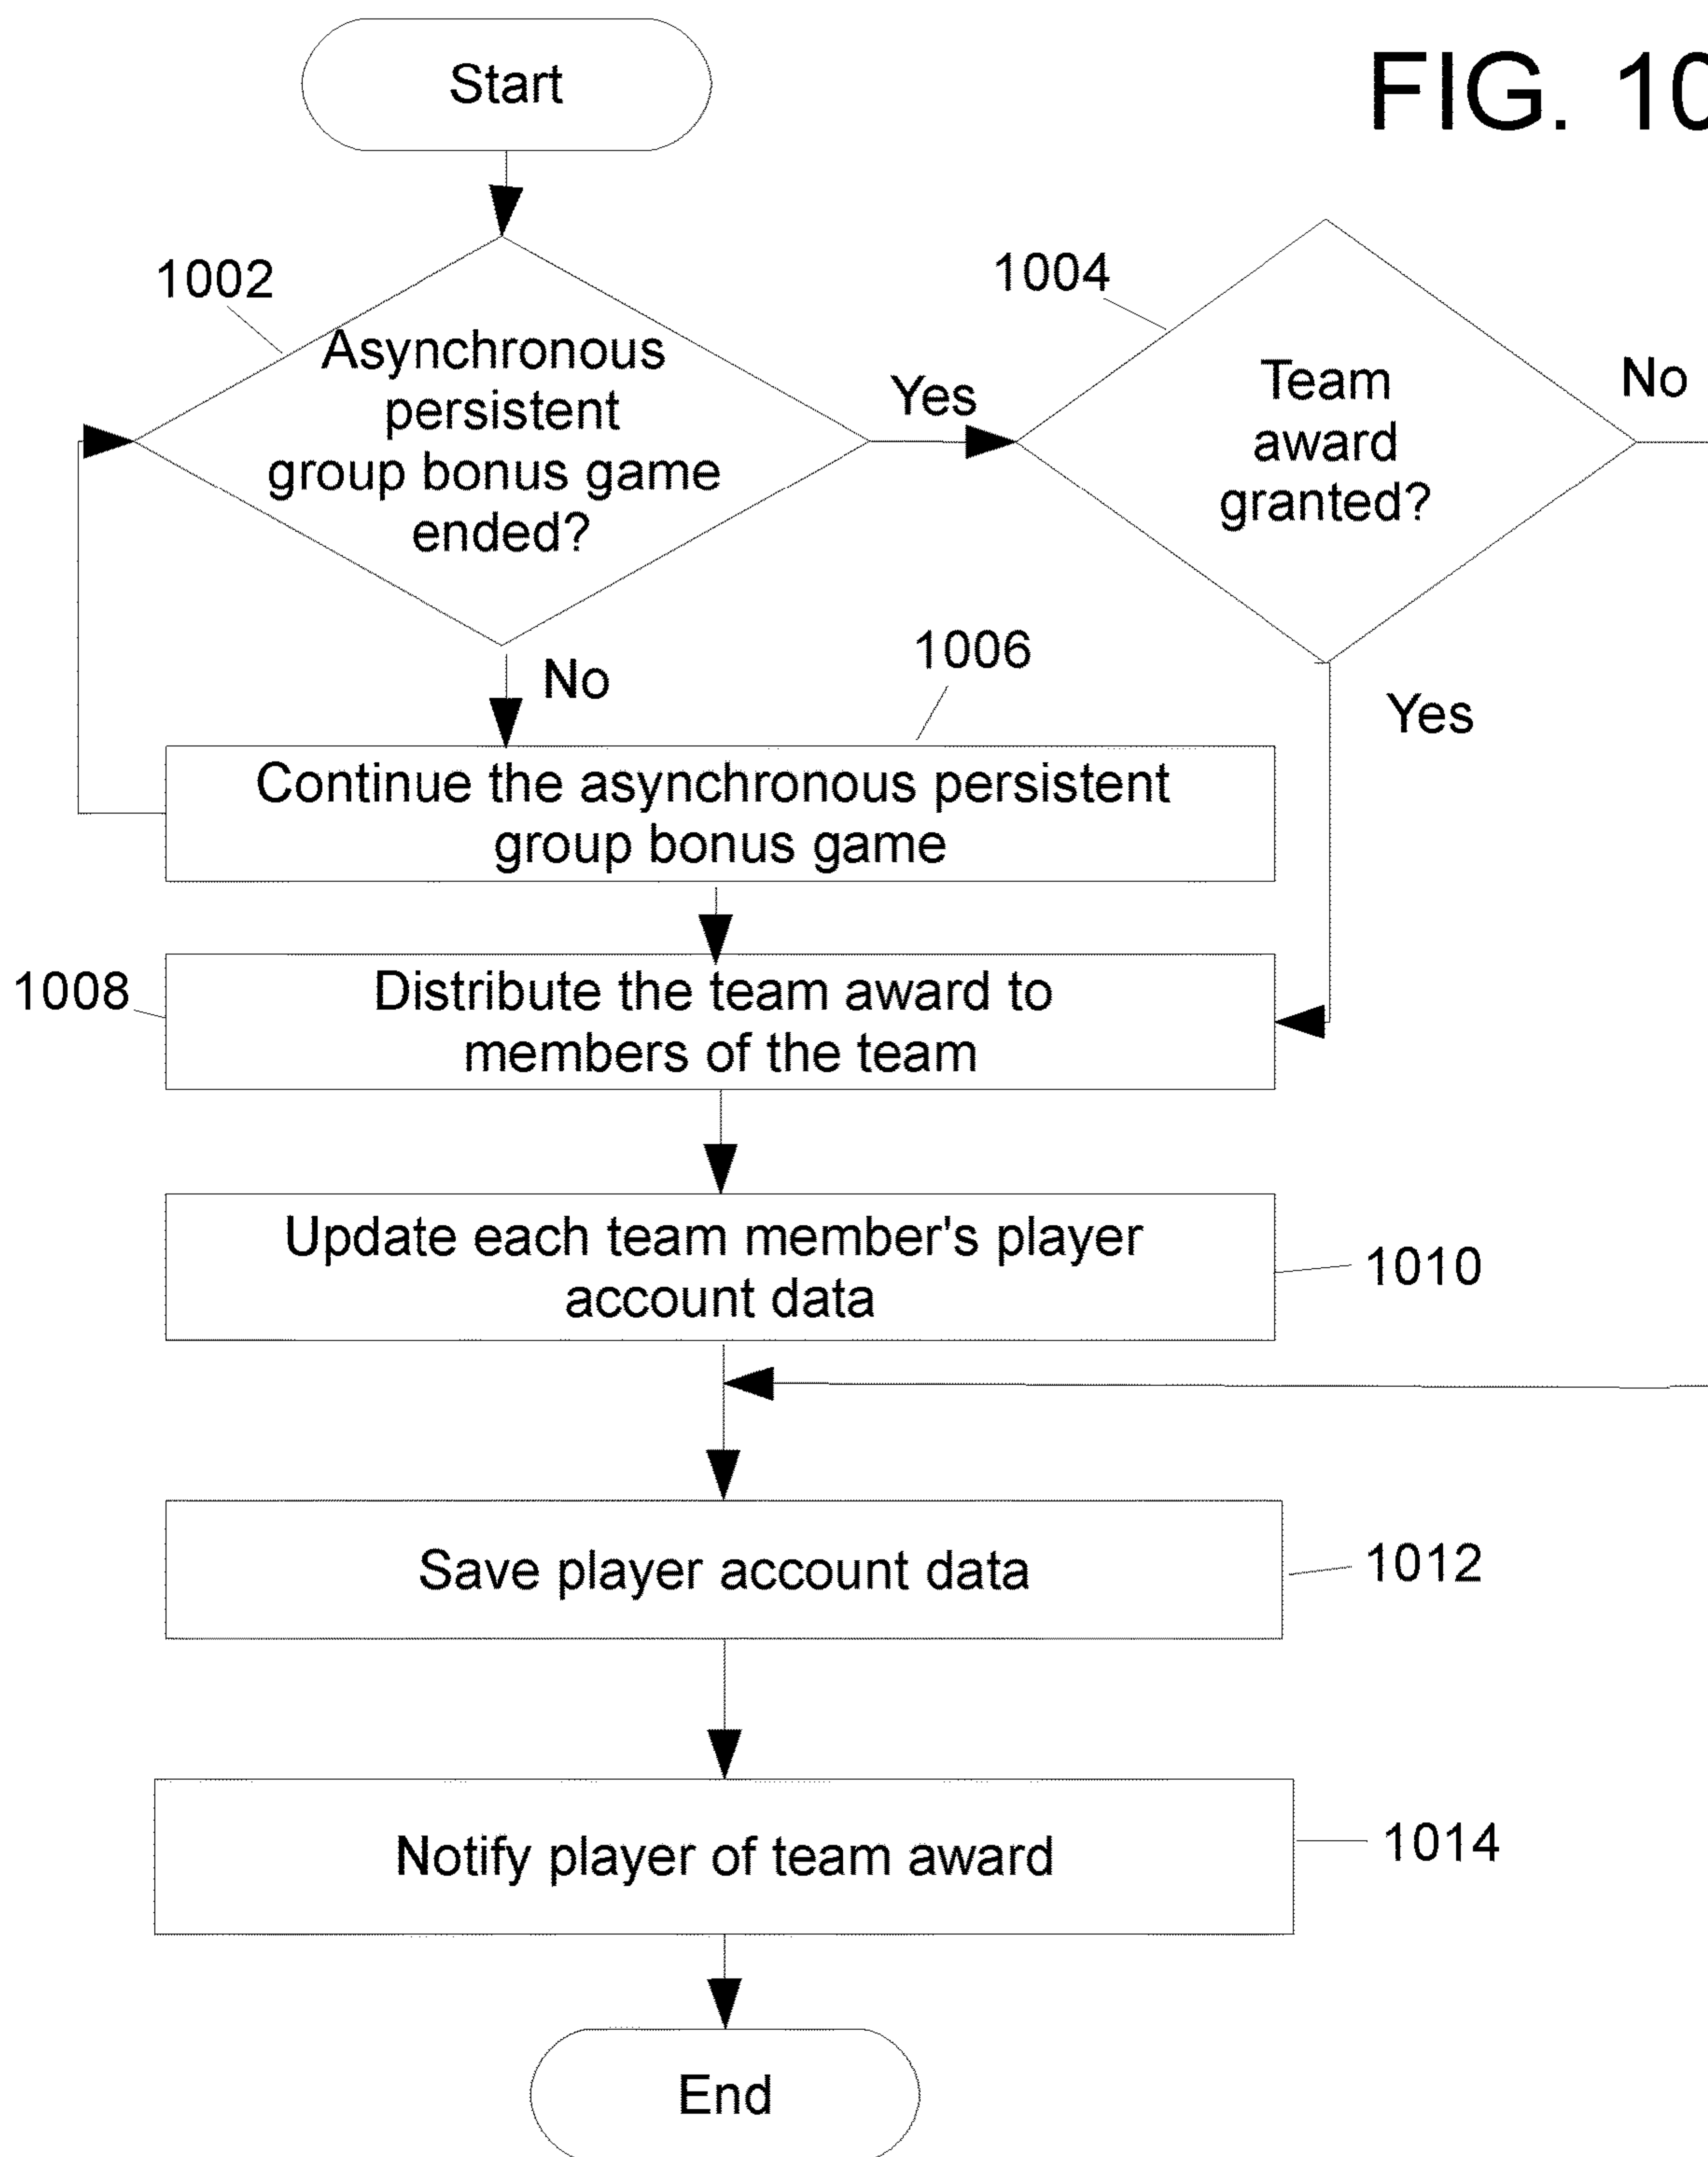 Start
FIG. 10
1002
Asynchronous
persistent
group bonus game
ended?
Yes
1004
Team
award
granted?
No
No
1006
Yes
Continue the asynchronous persistent
group bonus game
1008
Distribute the team award to
members of the team
Update each team member's player
account data
1010
Save player account data
1012
Notify player of team award
1014
End